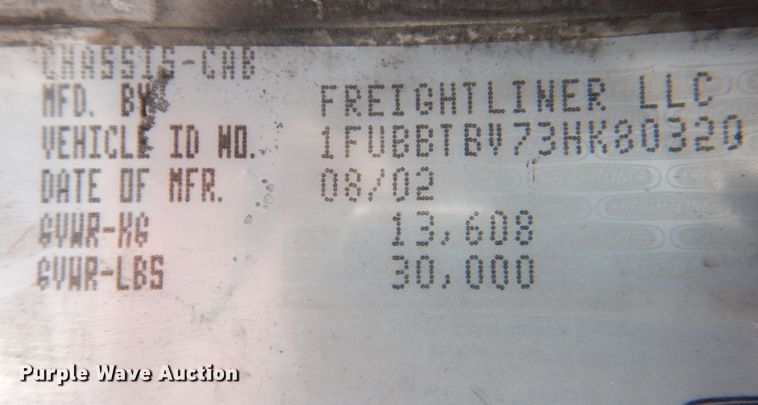 CHASSIS-CAB
MFD. BY FREIGHTLINER LLC
VEHICLE ID NO. 1FVBBTBV73HK80320
DATE OF MFR. 08/02
GVWR-KG 13,608
GVWR-LBS 30,000
Purple Wave Auction